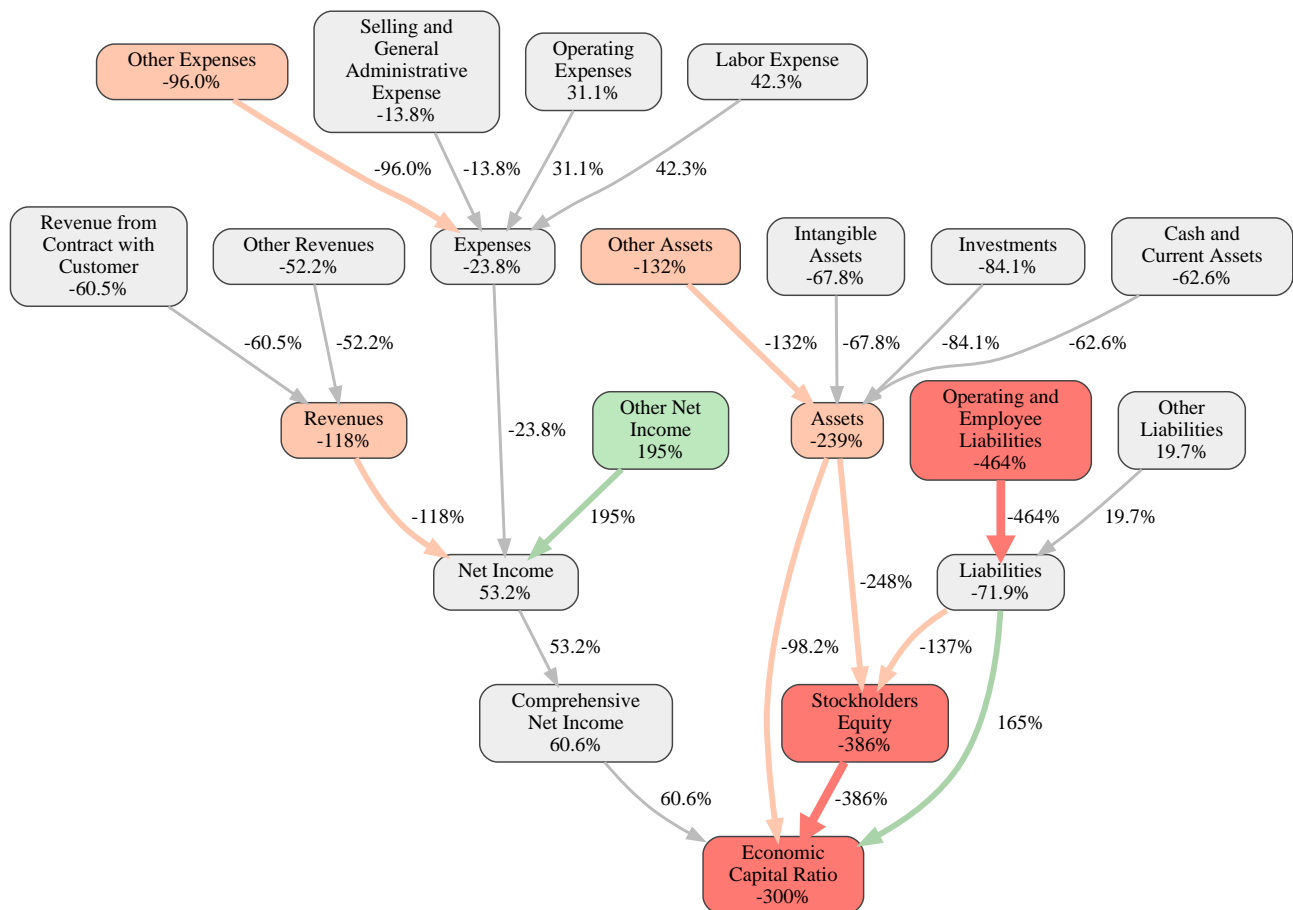 Other Expenses
-96.0%
Selling and
General
Administrative
Expense
-13.8%
Operating
Expenses
31.1%
Labor Expense
42.3%
-96.0%
-13.8%
31.1%
42.3%
Revenue from
Contract with
Customer
-60.5%
Other Revenues
-52.2%
Expenses
-23.8%
Other Assets
-132%
Intangible
Assets
-67.8%
Investments
-84.1%
Cash and
Current Assets
-62.6%
-60.5%
-52.2%
-132%
-67.8%
-84.1%
-62.6%
Revenues
-118%
-23.8%
Other Net
Income
195%
Assets
-239%
Operating and
Employee
Liabilities
-464%
Other
Liabilities
19.7%
-118%
195%
-464%
19.7%
Net Income
53.2%
-248%
Liabilities
-71.9%
53.2%
-98.2%
-137%
Comprehensive
Net Income
60.6%
Stockholders
Equity
-386%
165%
60.6%
-386%
Economic
Capital Ratio
-300%